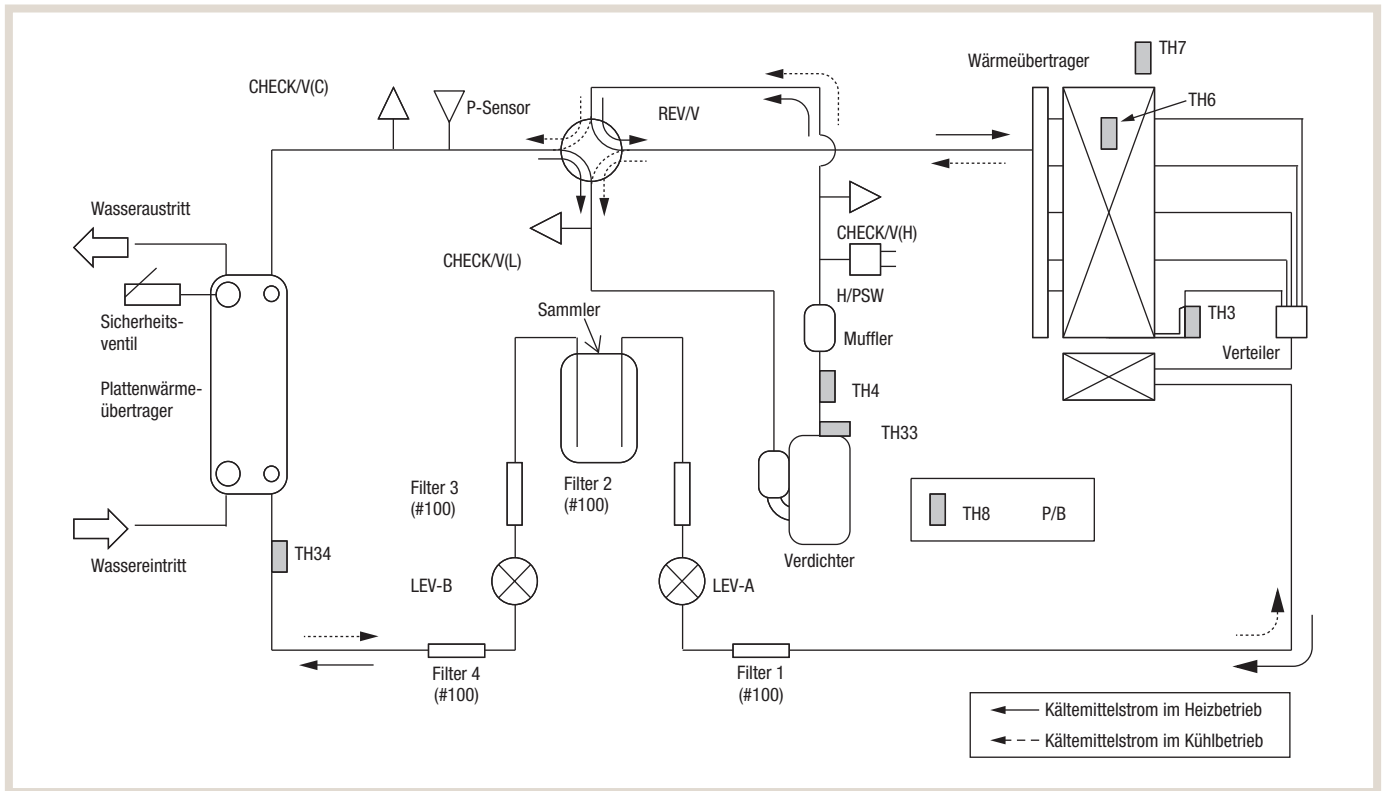 TH7
Wärmeübertrager
CHECK/V(C)
P-Sensor
REV/V
TH6
Wasseraustritt
CHECK/V(L)
CHECK/V(H)
H/PSW
Sammler
TH3
Sicherheits-
ventil
Muffler
Verteiler
Plattenwärme-
übertrager
TH4
TH33
Filter 3
(#100)
Filter 2
(#100)
TH8
P/B
TH34
Verdichter
Wassereintritt
LEV-B
LEV-A
Filter 4
(#100)
Filter 1
(#100)
Kältemittelstrom im Heizbetrieb
Kältemittelstrom im Kühlbetrieb